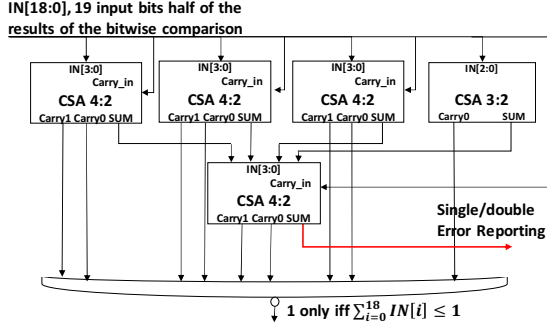 IN[18:0], 19 input bits half of the
results of the bitwise comparison
IN[3:0] IN[3:0] IN[3:0] IN[2:0]
Carry_in Carry_in Carry_in
CSA 4:2 CSA 4:2 CSA 4:2 CSA 3:2
Carry1 Carry0 SUM Carry1 Carry0 SUM Carry1 Carry0 SUM Carry0 SUM
IN[3:0]
Carry_in
CSA 4:2
Carry1 Carry0 SUM
Single/double
Error Reporting
1 only iff $\sum_{i=0}^{18} IN[i] \leq 1$